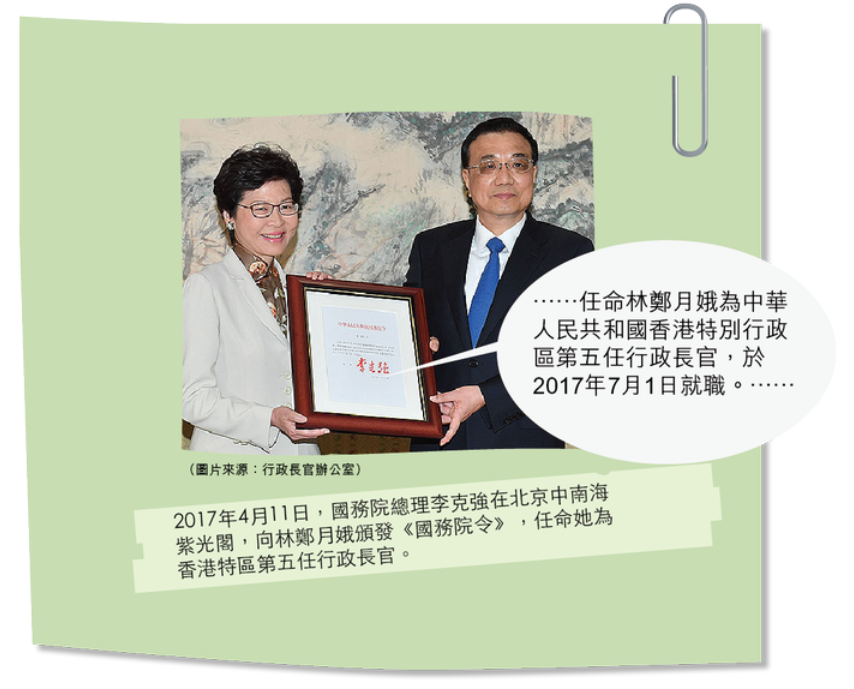 ……任命林鄭月娥為中華
人民共和國香港特別行政
區第五任行政長官，於
2017年7月1日就職。……
（圖片來源：行政長官辦公室）
2017年4月11日，國務院總理李克強在北京中南海
紫光閣，向林鄭月娥頒發《國務院令》，任命她為
香港特區第五任行政長官。